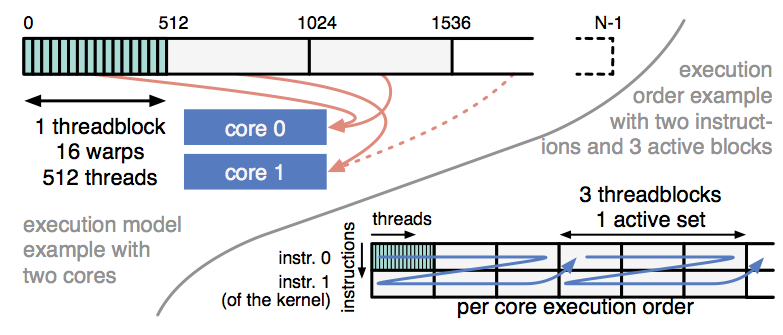 0 512 1024 1536 N-1
1 threadblock
16 warps
512 threads
core 0
core 1
execution
order example
with two instruct-
ions and 3 active blocks
execution model
example with
two cores
3 threadblocks
1 active set
threads
instructions
instr. 0
instr. 1
(of the kernel)
per core execution order